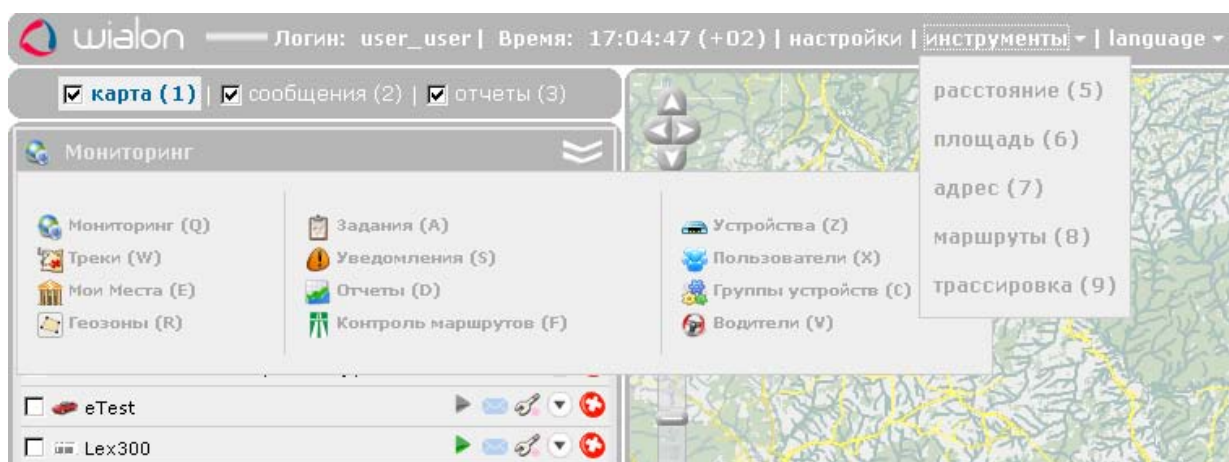 wialon Логин: user_user | Время: 17:04:47 (+02) | настройки | инструменты | language
карта (1) | сообщения (2) | отчеты (3)
расстояние (5)
площадь (6)
адрес (7)
маршруты (8)
трассировка (9)
Мониторинг
Мониторинг (Q)
Треки (W)
Мои Места (E)
Геозоны (R)
Задания (A)
Уведомления (S)
Отчеты (D)
Контроль маршрутов (F)
Устройства (Z)
Пользователи (X)
Группы устройств (C)
Водители (V)
eTest
Lex300